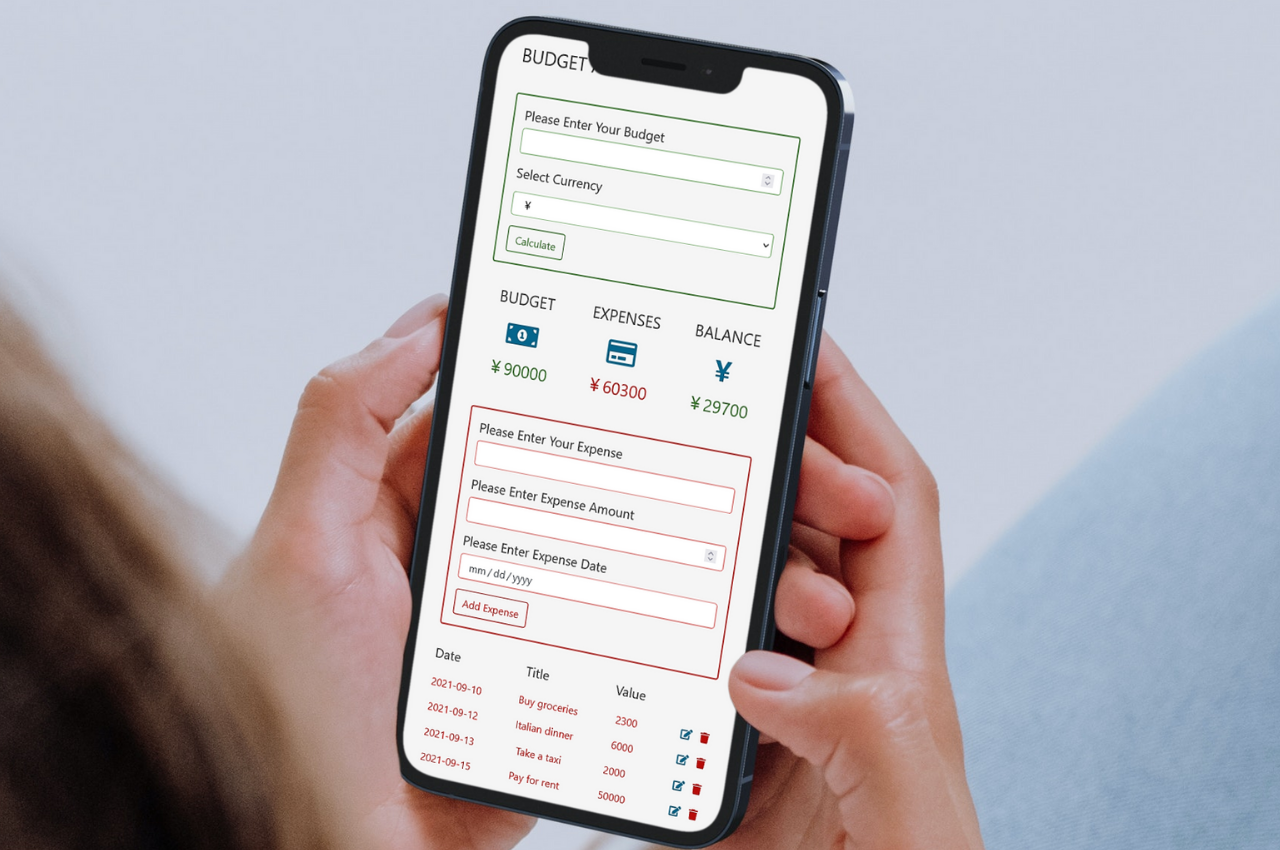 BUDGET
Please Enter Your Budget
Select Currency
¥
Calculate
BUDGET EXPENSES BALANCE
1
¥
¥ 90000 ¥ 60300 ¥ 29700
Please Enter Your Expense
Please Enter Expense Amount
Please Enter Expense Date
mm / dd / yyyy
Add Expense
Date Title Value
2021-09-10 Buy groceries 2300
2021-09-12 Italian dinner 6000
2021-09-13 Take a taxi 2000
2021-09-15 Pay for rent 50000